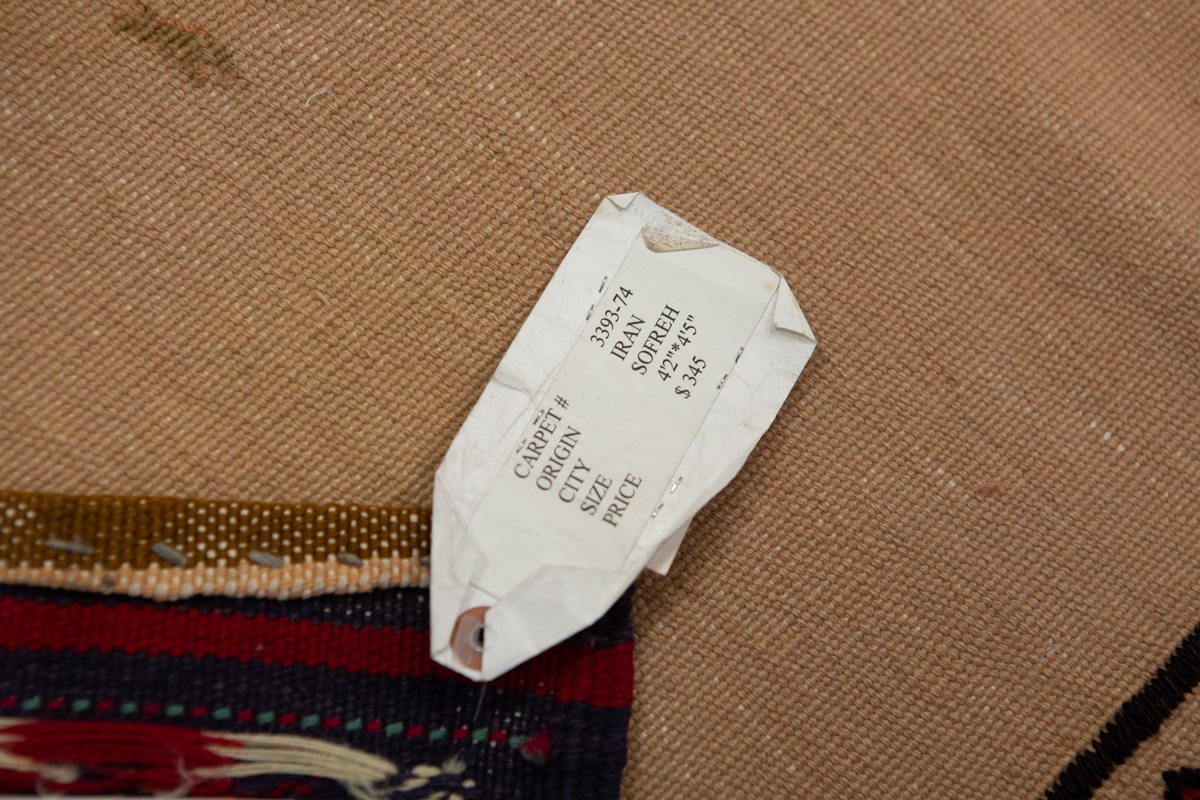 CARPET # 3393-74
ORIGIN IRAN
CITY SOFREH
SIZE 4'2"*4'5"
PRICE $ 345